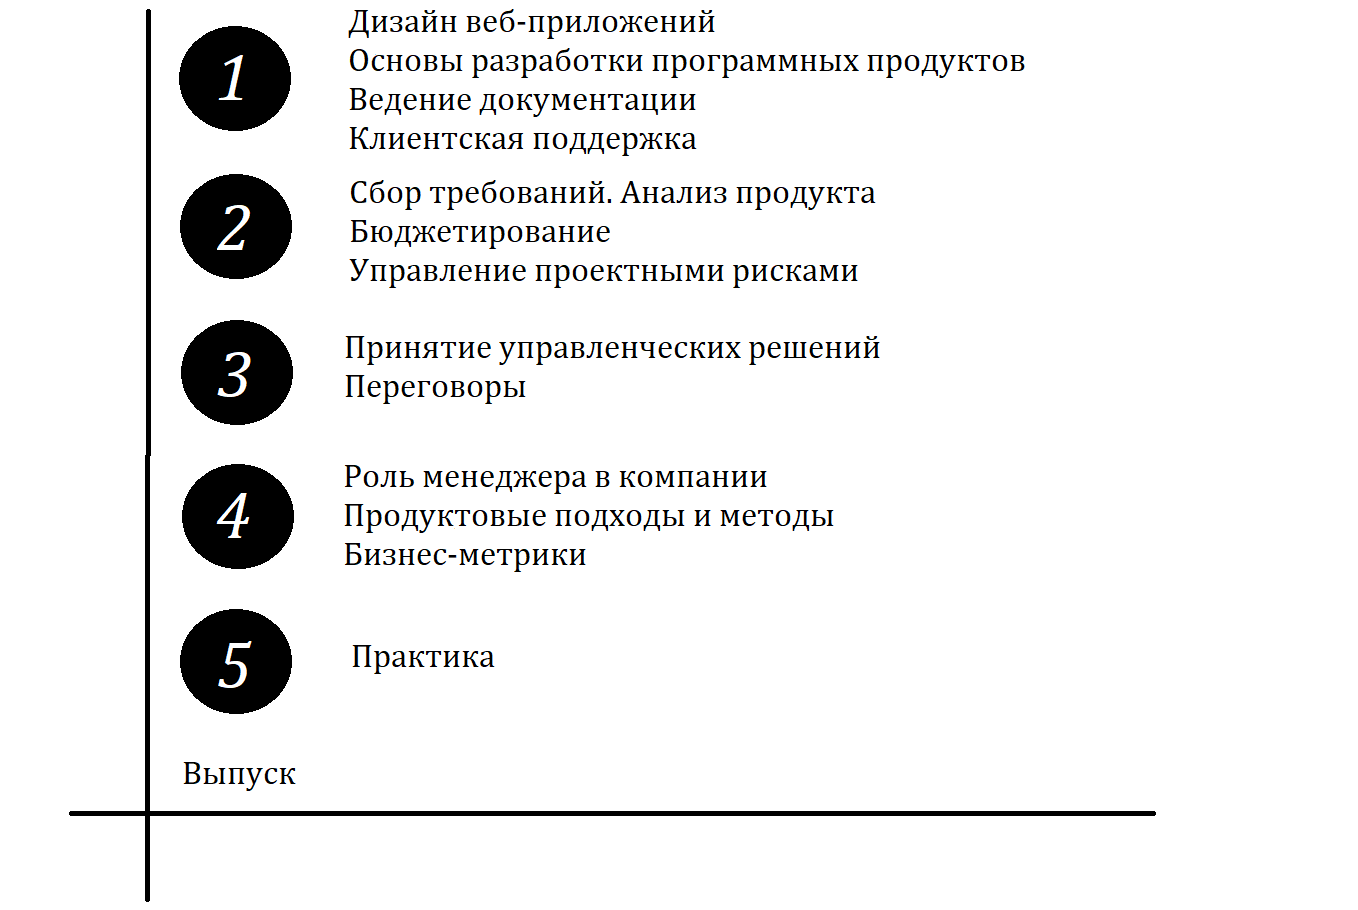 1
Дизайн веб-приложений
Основы разработки программных продуктов
Ведение документации
Клиентская поддержка
2
Сбор требований. Анализ продукта
Бюджетирование
Управление проектными рисками
3
Принятие управленческих решений
Переговоры
4
Роль менеджера в компании
Продуктовые подходы и методы
Бизнес-метрики
5
Практика
Выпуск